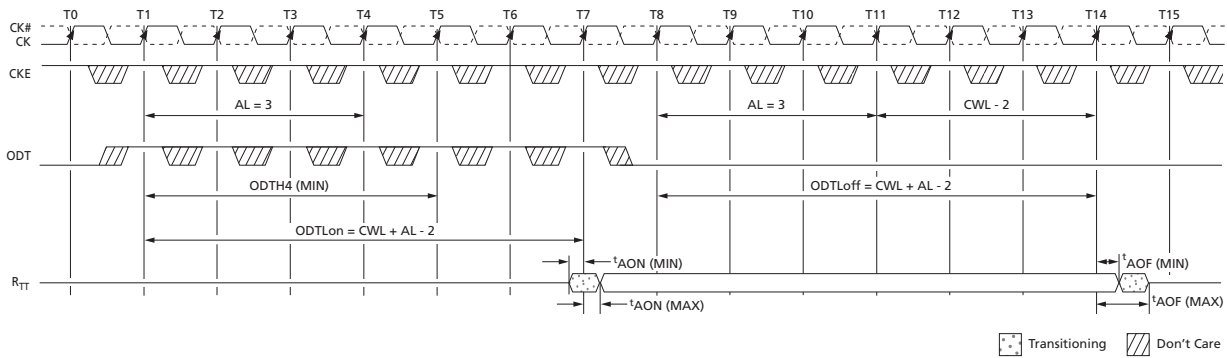 T0 T1 T2 T3 T4 T5 T6 T7 T8 T9 T10 T11 T12 T13 T14 T15
CK#
CK
CKE
AL = 3 AL = 3 CWL - 2
ODT
ODTH4 (MIN) ODTLoff = CWL + AL - 2
ODTLon = CWL + AL - 2
tAON (MIN) tAOF (MIN)
RTT
tAON (MAX) tAOF (MAX)
Transitioning Don't Care